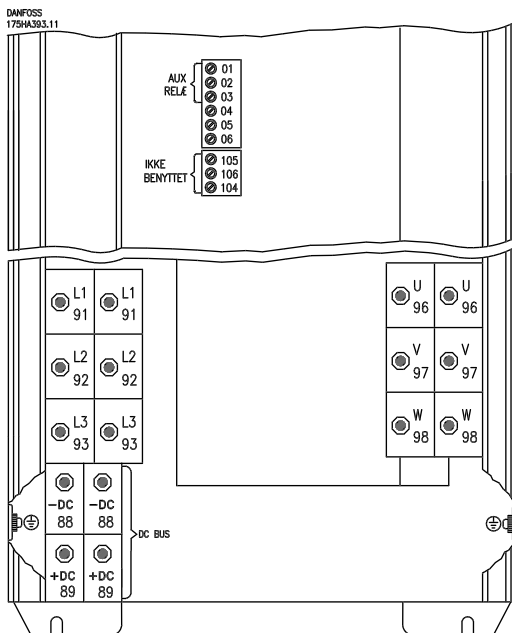 DANFOSS
175HA393.11
AUX
RELÆ
01
02
03
04
05
06
IKKE
BENYTTET
105
106
104
L1
91
L1
91
L2
92
L2
92
L3
93
L3
93
U
96
U
96
V
97
V
97
W
98
W
98
-DC
88
-DC
88
DC BUS
+DC
89
+DC
89